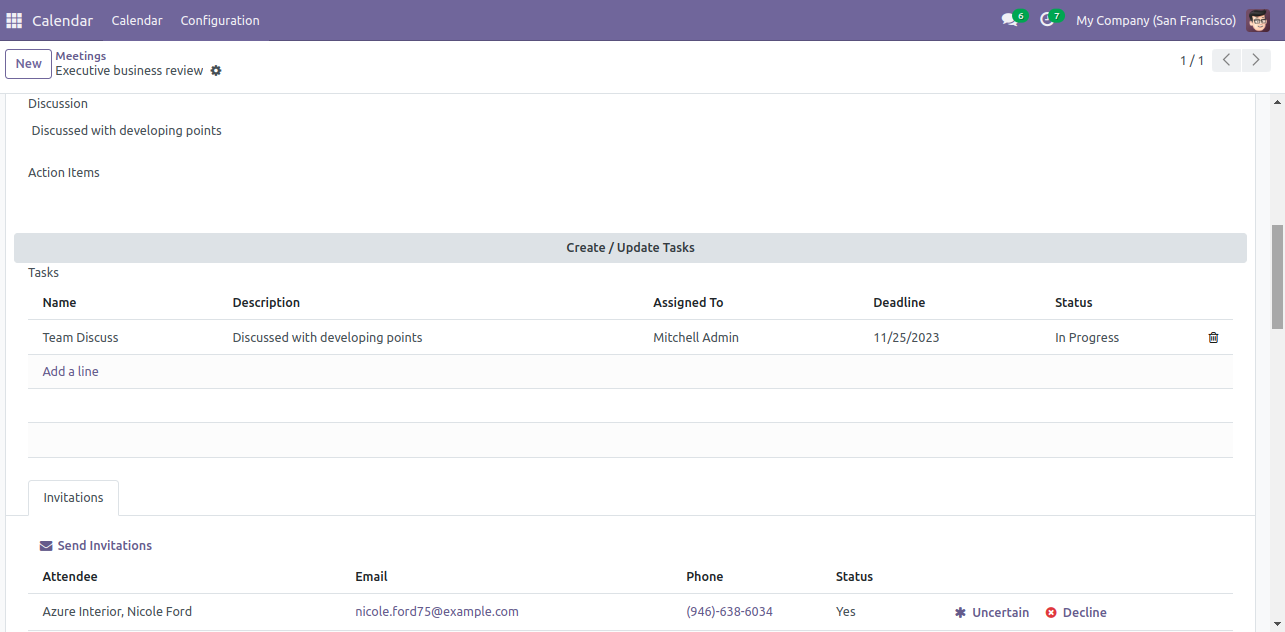 Calendar Calendar Configuration 6 7 My Company (San Francisco)
New Meetings
Executive business review 1 / 1
Discussion
Discussed with developing points
Action Items
Create / Update Tasks
Tasks
Name Description Assigned To Deadline Status
Team Discuss Discussed with developing points Mitchell Admin 11/25/2023 In Progress
Add a line
Invitations
Send Invitations
Attendee Email Phone Status
Azure Interior, Nicole Ford nicole.ford75@example.com (946)-638-6034 Yes Uncertain Decline